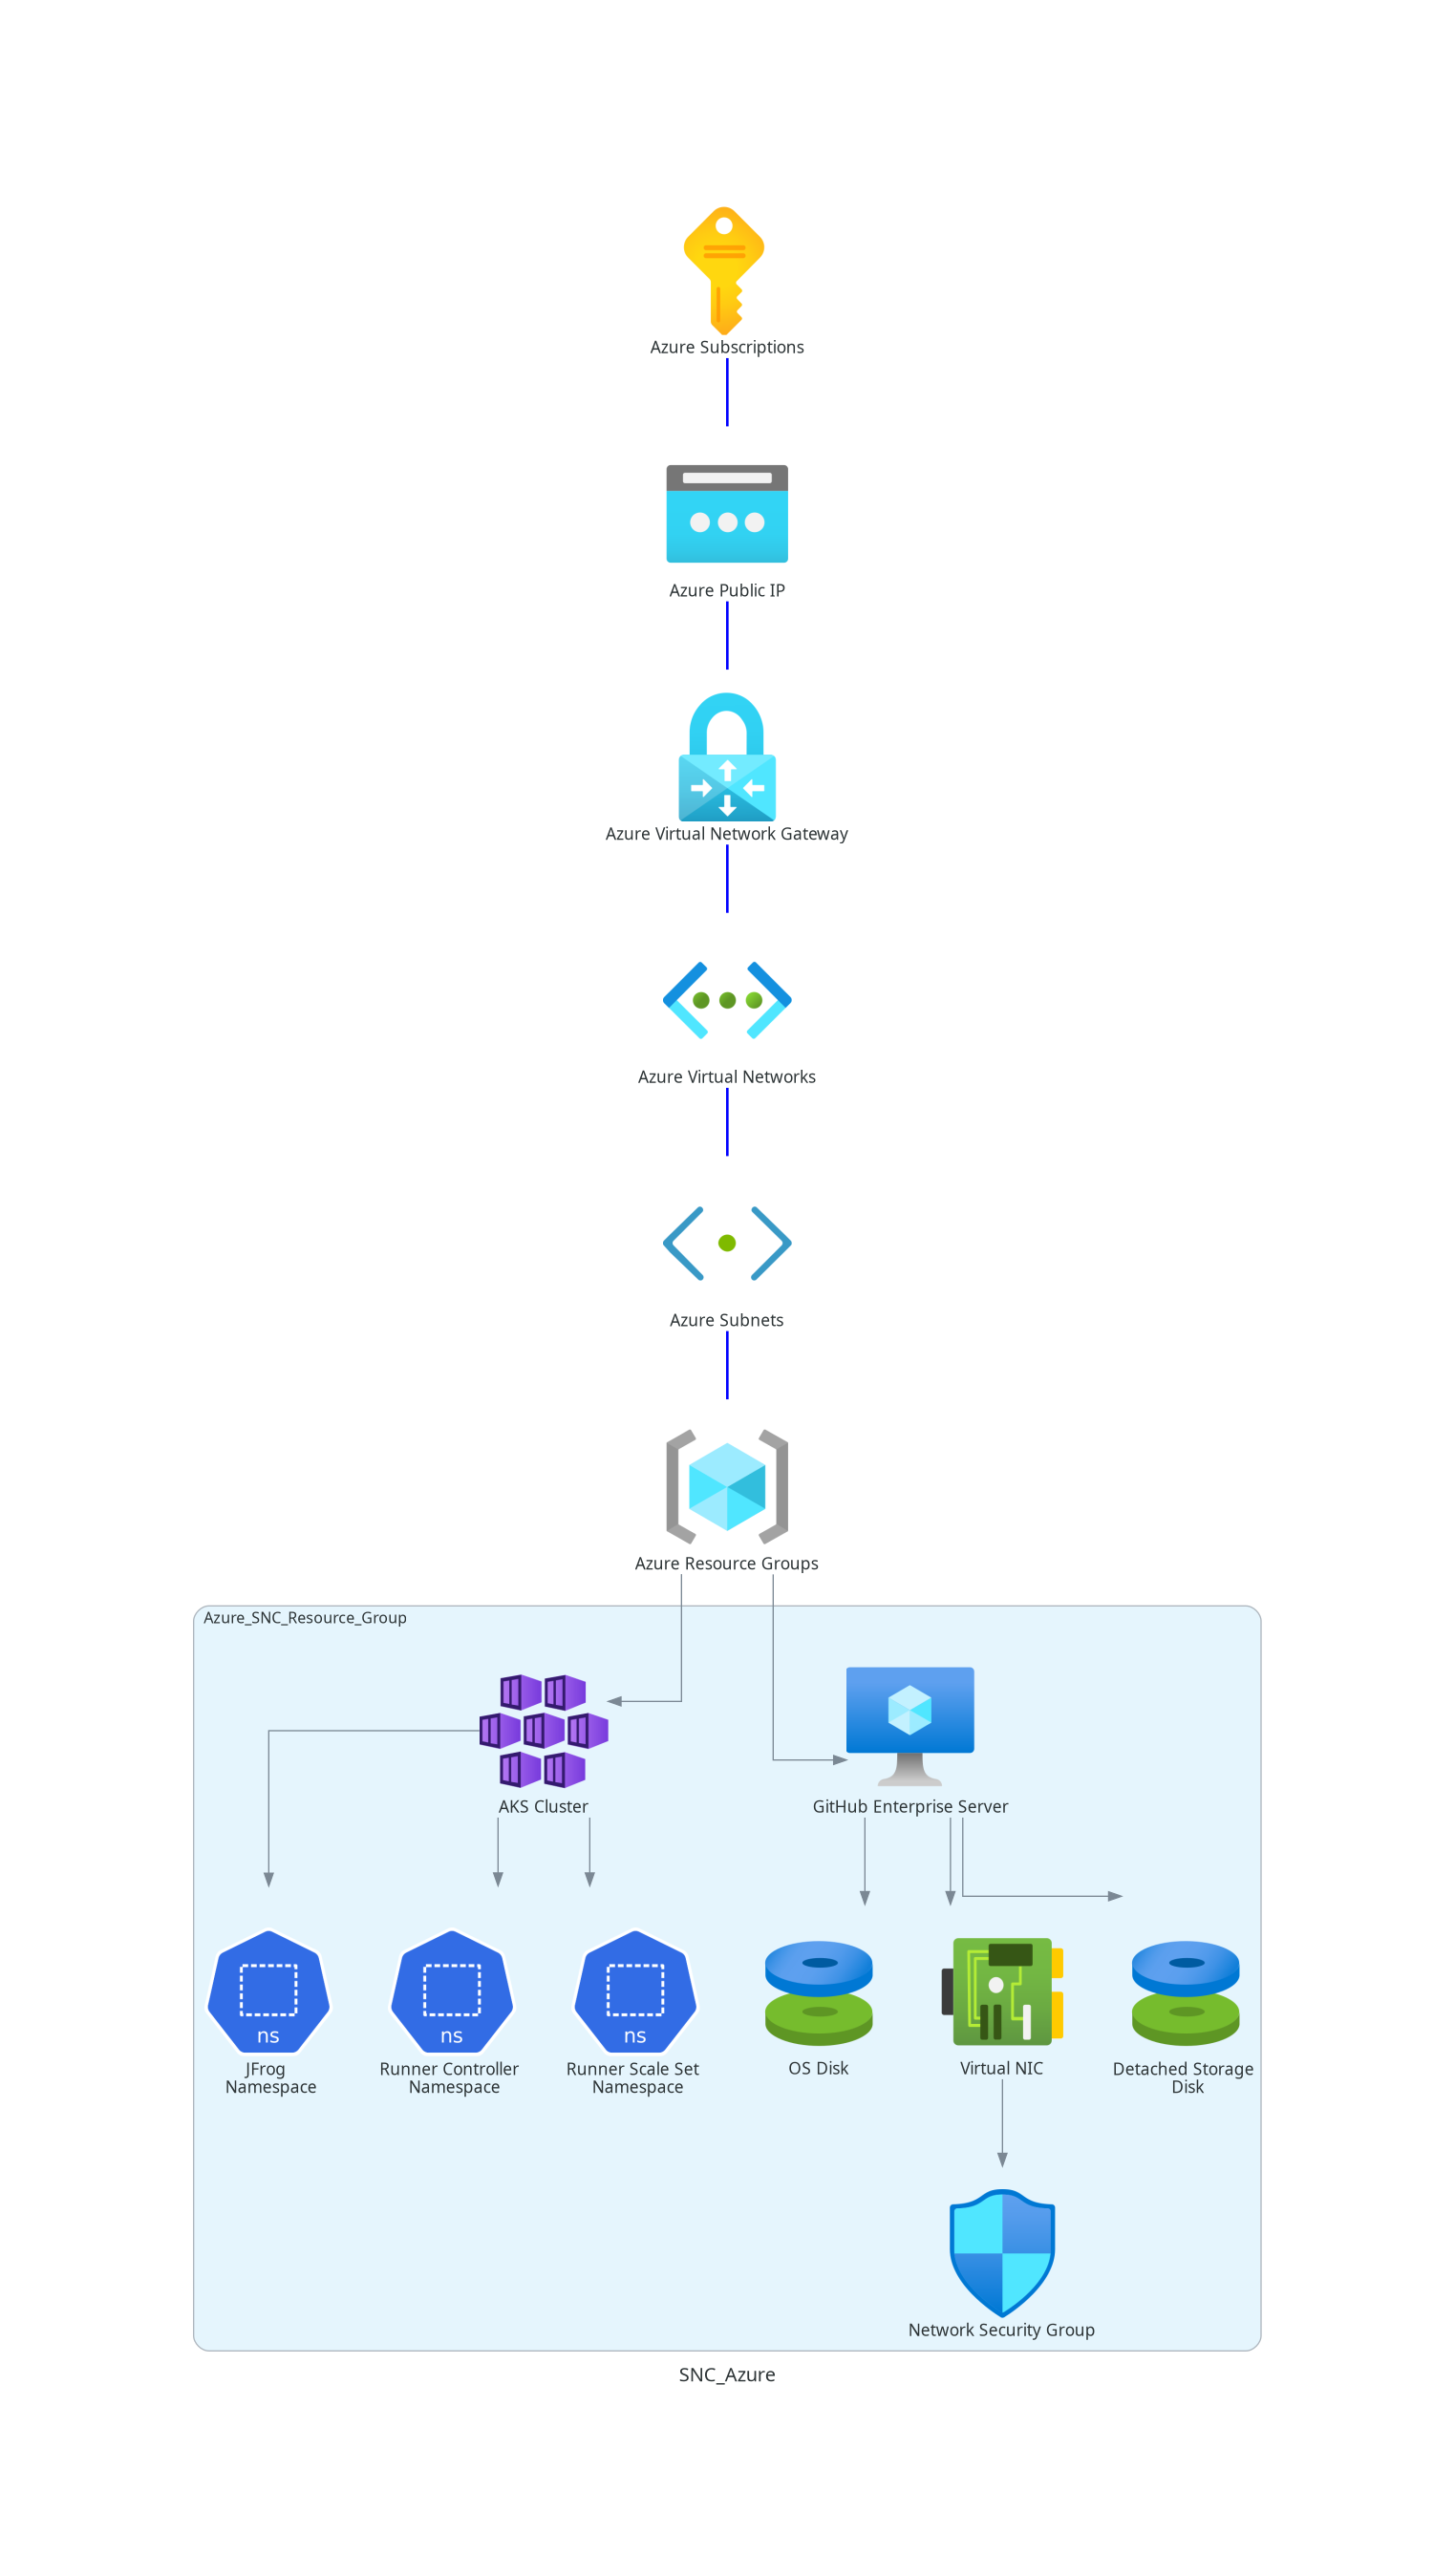 Azure Subscriptions
Azure Public IP
Azure Virtual Network Gateway
Azure Virtual Networks
Azure Subnets
Azure Resource Groups
Azure_SNC_Resource_Group
AKS Cluster
GitHub Enterprise Server
ns
ns
ns
JFrog
Namespace
Runner Controller
Namespace
Runner Scale Set
Namespace
OS Disk
Virtual NIC
Detached Storage
Disk
Network Security Group
SNC_Azure